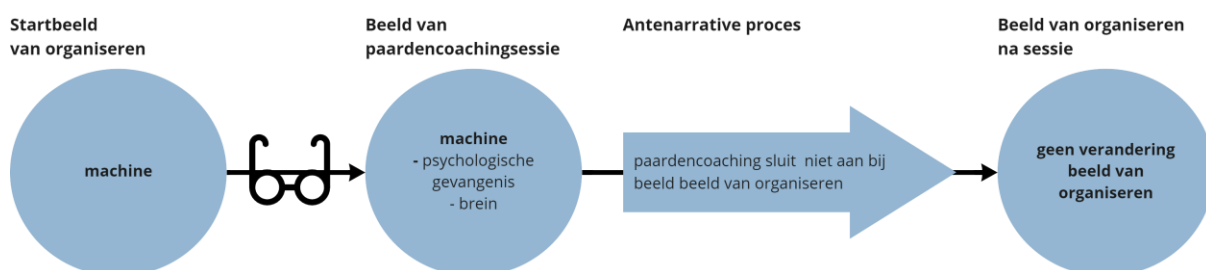 Startbeeld
van organiseren
Beeld van
paardencoachingsessie
Antenarrative proces
Beeld van organiseren
na sessie
machine
machine
- psychologische
gevangenis
- brein
paardencoaching sluit niet aan bij
beeld beeld van organiseren
geen verandering
beeld van
organiseren